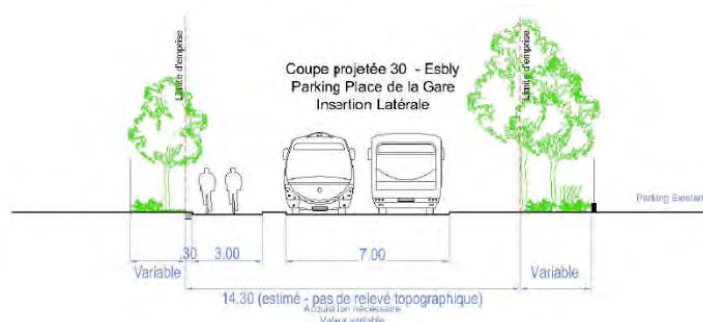 Limite d'emprise
Limite d'emprise
Coupe projetée 30 - Esbly
Parking Place de la Gare
Insertion Latérale
Parking Existant
.30
3.00
7.00
Variable
Variable
14.30 (estimé - pas de relevé topographique)
Acquisition nécessaire
Valeur variable